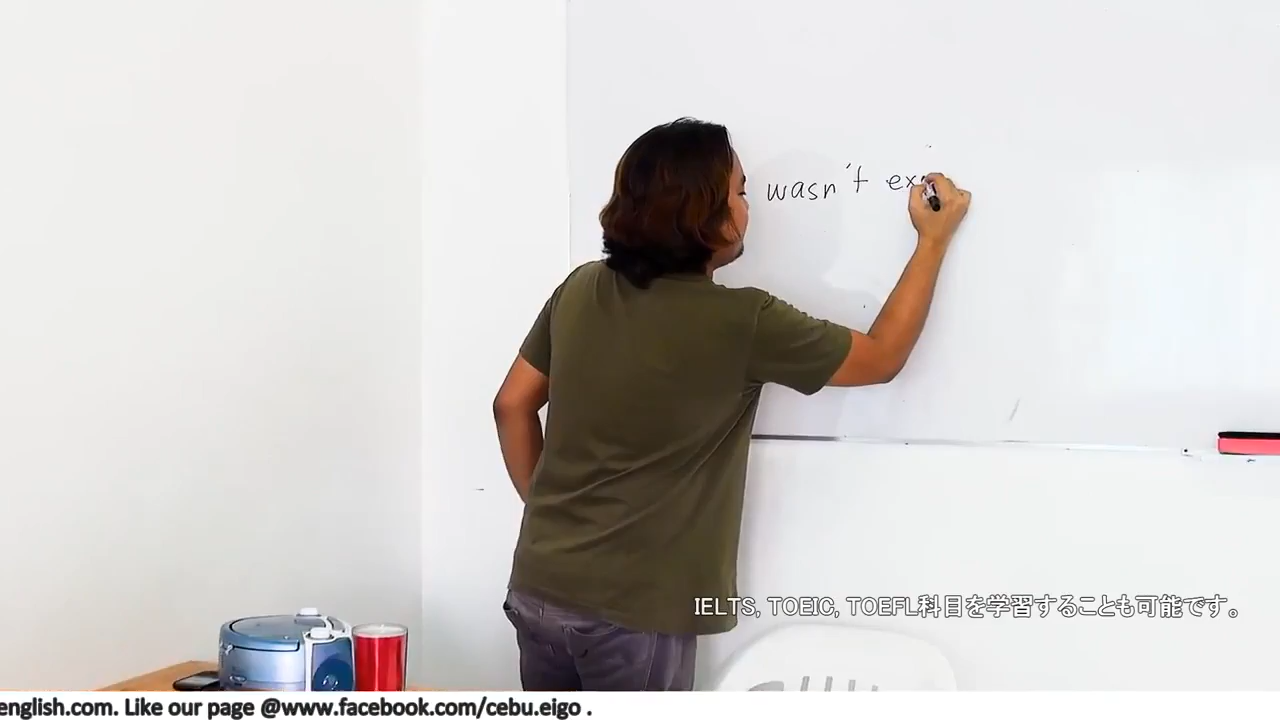 wasn't
IELTS, TOEIC, TOEFL科目を学習することも可能です。
english.com. Like our page @www.facebook.com/cebu.eigo .